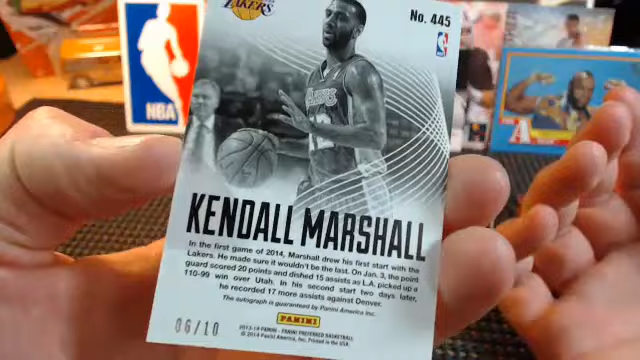 LAKERS
No. 445
NBA
NBA
KENDALL MARSHALL
In the first game of 2014, Marshall drew his first start with the
Lakers. He made sure it wouldn't be the last. On Jan. 3, the point
guard scored 20 points and dished 15 assists as L.A. picked up a
110-99 win over Utah. In his second start two days later,
he recorded 17 more assists against Denver.
The autograph is guaranteed by Panini America Inc.
PANINI
06/10
2013-14 PANINI - PANINI PREFERRED BASKETBALL
© 2014 Panini America, Inc. Printed in the USA